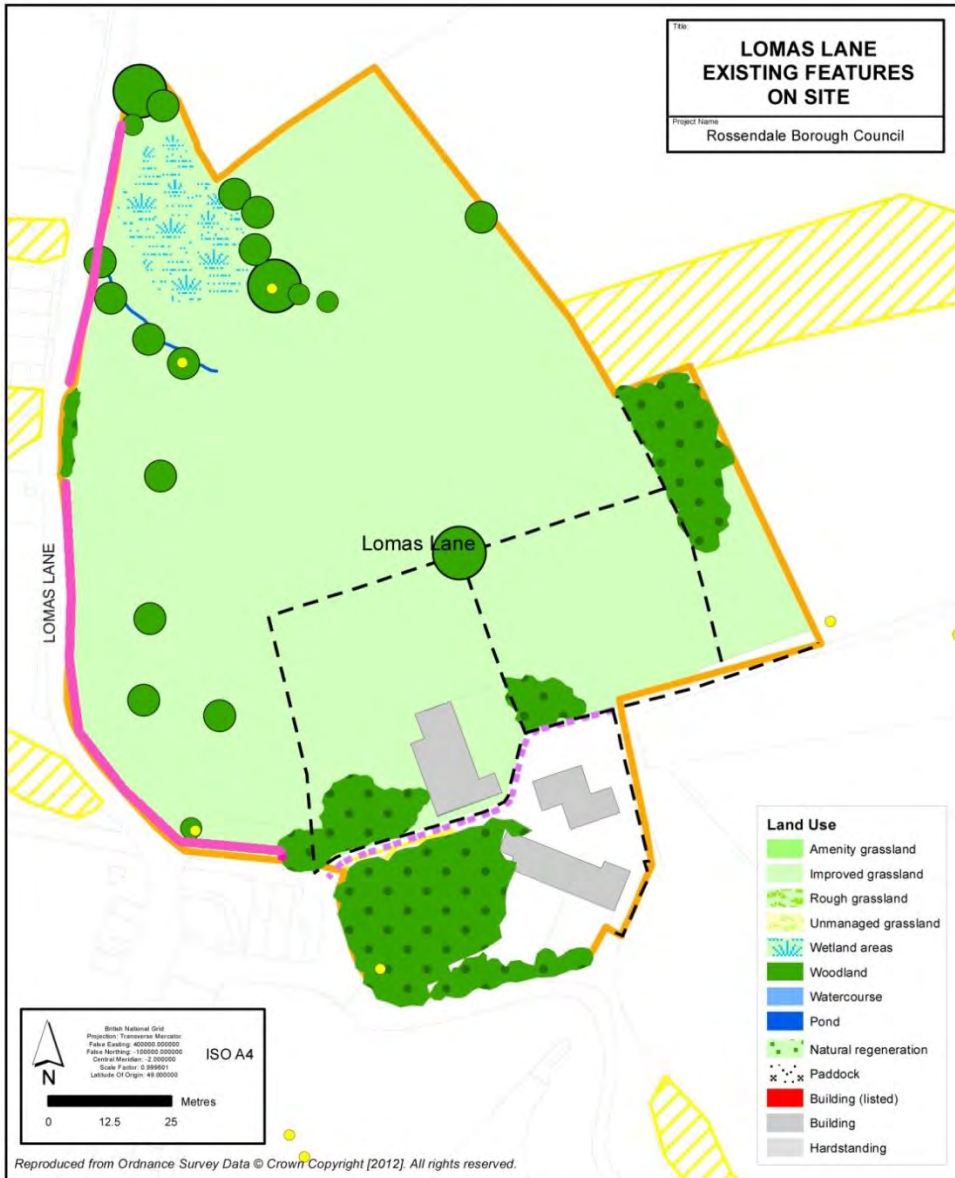 Title:
LOMAS LANE
EXISTING FEATURES
ON SITE
Project Name
Rossendale Borough Council
Lomas Lane
LOMAS LANE
Land Use
Amenity grassland
Improved grassland
Rough grassland
Unmanaged grassland
Wetland areas
Woodland
Watercourse
Pond
Natural regeneration
Paddock
Building (listed)
Building
Hardstanding
British National Grid
Projection: Transverse Mercator
False Easting: 400000.000000
False Northing: -100000.000000
Central Meridian: -2.000000
Scale Factor: 0.999601
Latitude Of Origin: 49.000000
ISO A4
N
Metres
0 12.5 25
Reproduced from Ordnance Survey Data © Crown Copyright [2012]. All rights reserved.